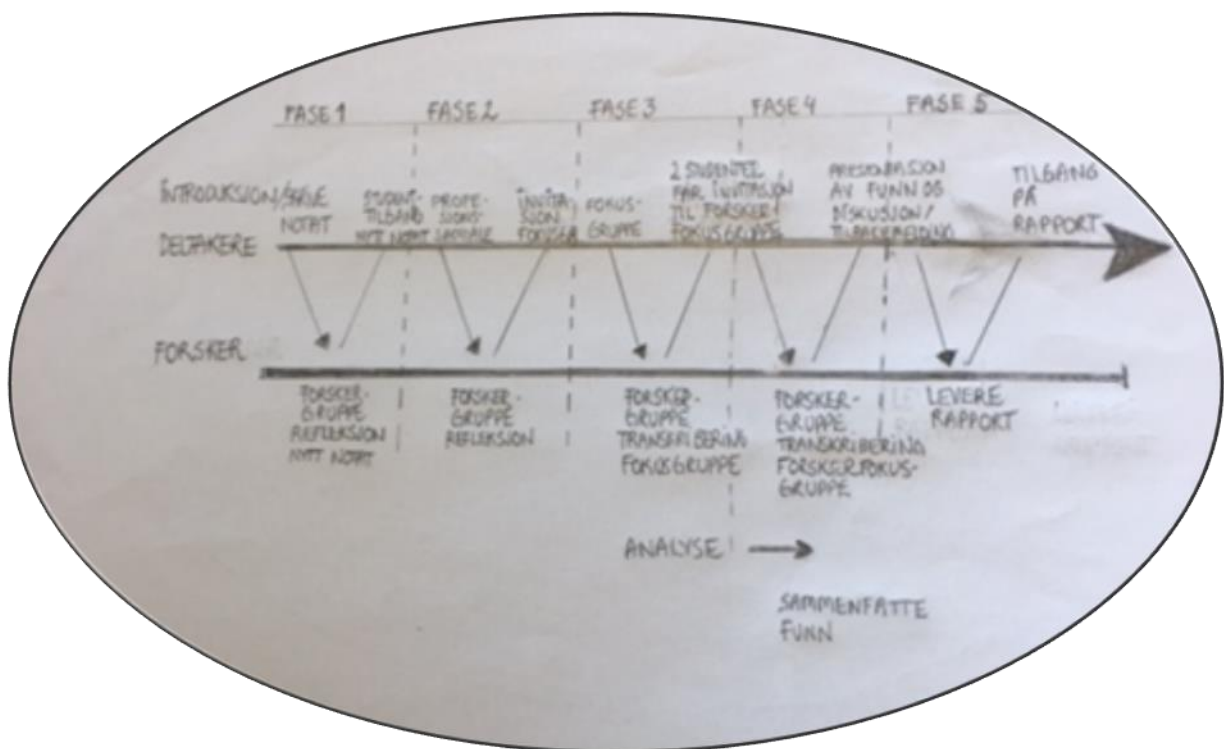 FASE 1
FASE 2
FASE 3
FASE 4
FASE 5
NOTAT
STUDENT-
TILGANG
NYTT NOTAT
PROFE-
SJONS-
INVITA-
SJON
FOKUSGR
FOKUS-
GRUPPE
2 STUDENTER
FÅR INVITASJON
TIL FORSKER/
FOKUSGRUPPE
PRESENTASJON
AV FUNN OG
DISKUSJON/
TILBAKEMELDING
TILGANG
PÅ
RAPPORT
DELTAKERE
FORSKER
FORSKER-
GRUPPE
REFLEKSJON
NYTT NOTAT
FORSKER-
GRUPPE
REFLEKSJON
FORSKER-
GRUPPE
TRANSKRIBERING
FOKUSGRUPPE
FORSKER-
GRUPPE
TRANSKRIBERING
FORSKERFOKUS-
GRUPPE
LEVERE
RAPPORT
ANALYSE
SAMMENFATTE
FUNN